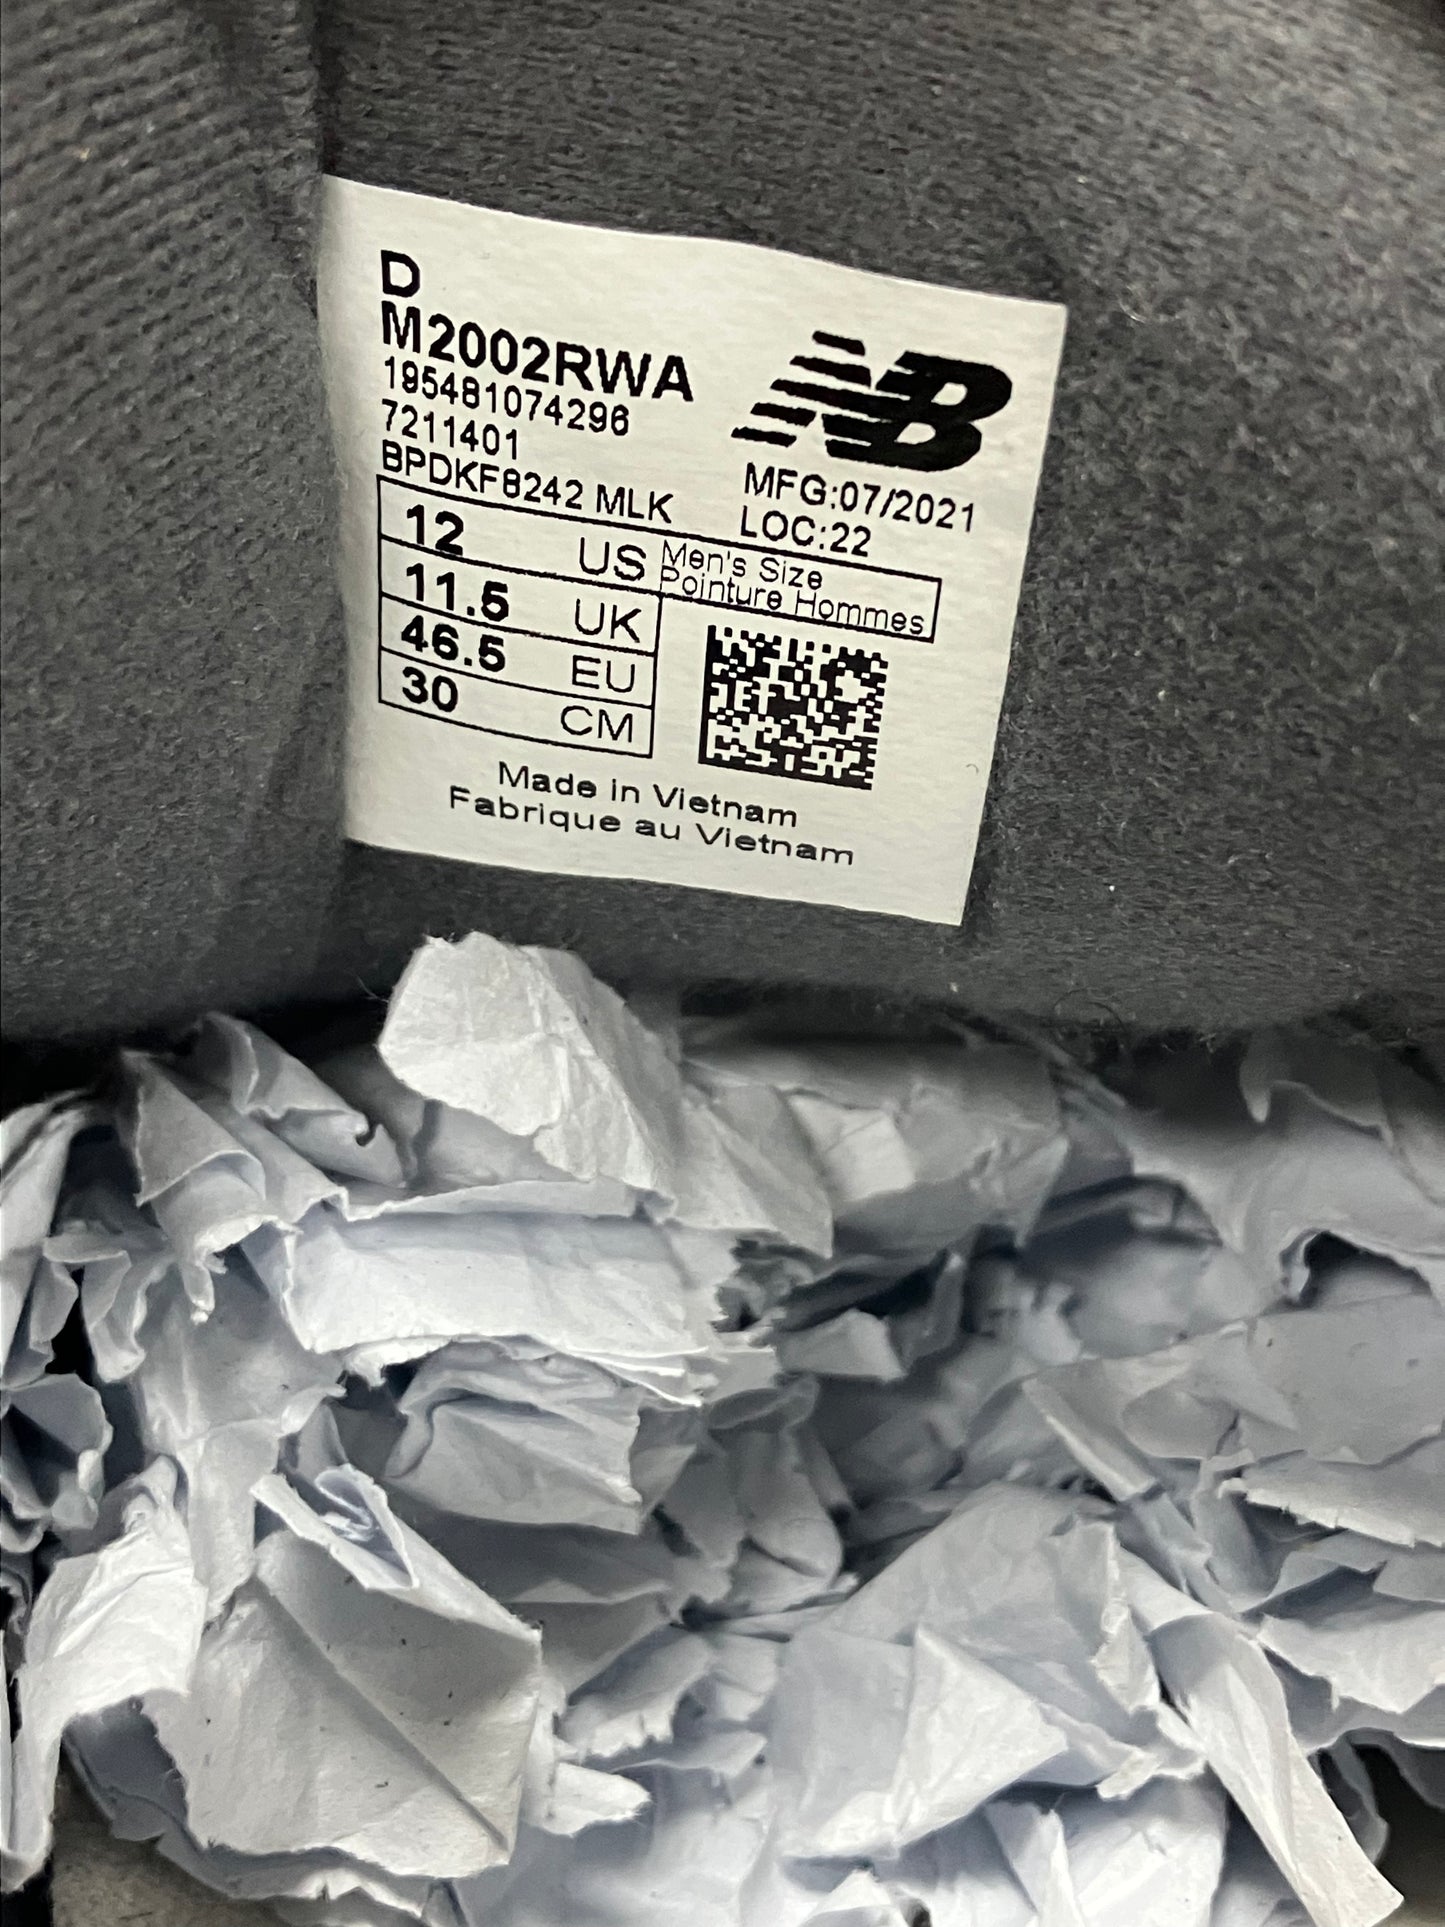 D
M2002RWA
195481074296
7211401
BPDKF8242 MLK
NB
MFG:07/2021
LOC:22
12 US Men's Size
Pointure Hommes
11.5 UK
46.5 EU
30 CM
Made in Vietnam
Fabrique au Vietnam